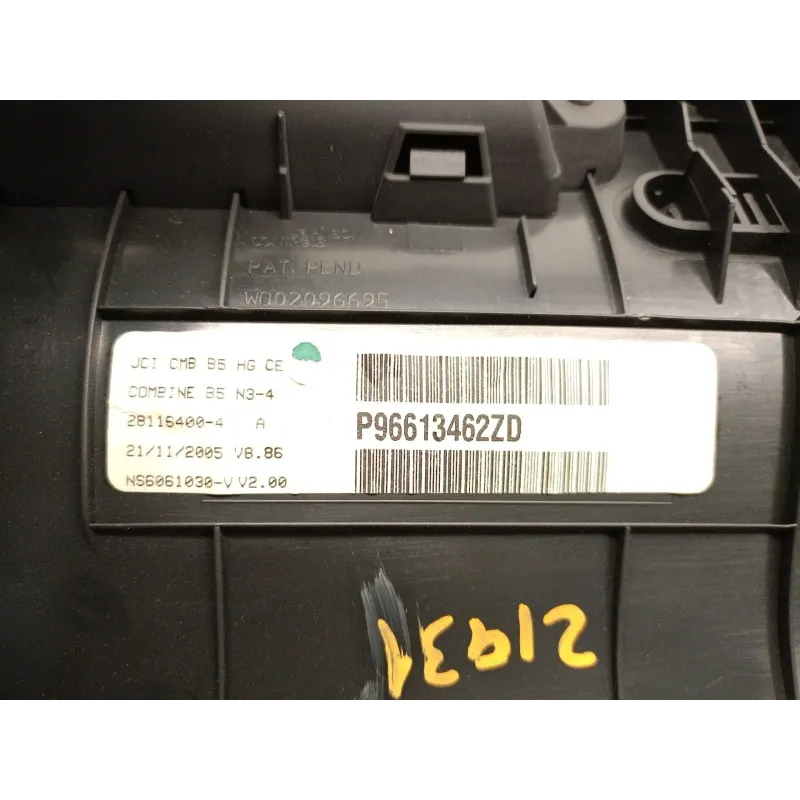 PAT. PEND
W002096695
JCI CMB B5 HG CE
COMBINE B5 N3-4
28116400-4 A
21/11/2005 V8.86
NS6061030-V V2.00
P96613462ZD